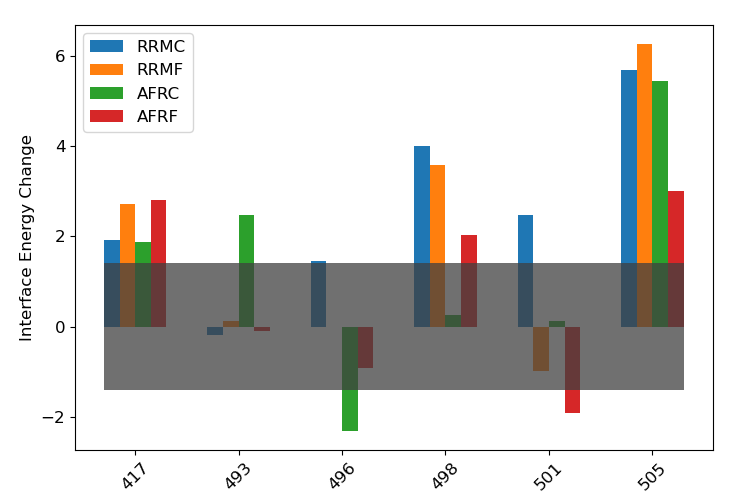 RRMC
RRMF
AFRC
AFRF
Interface Energy Change
6
4
2
0
−2
417
493
496
498
501
505